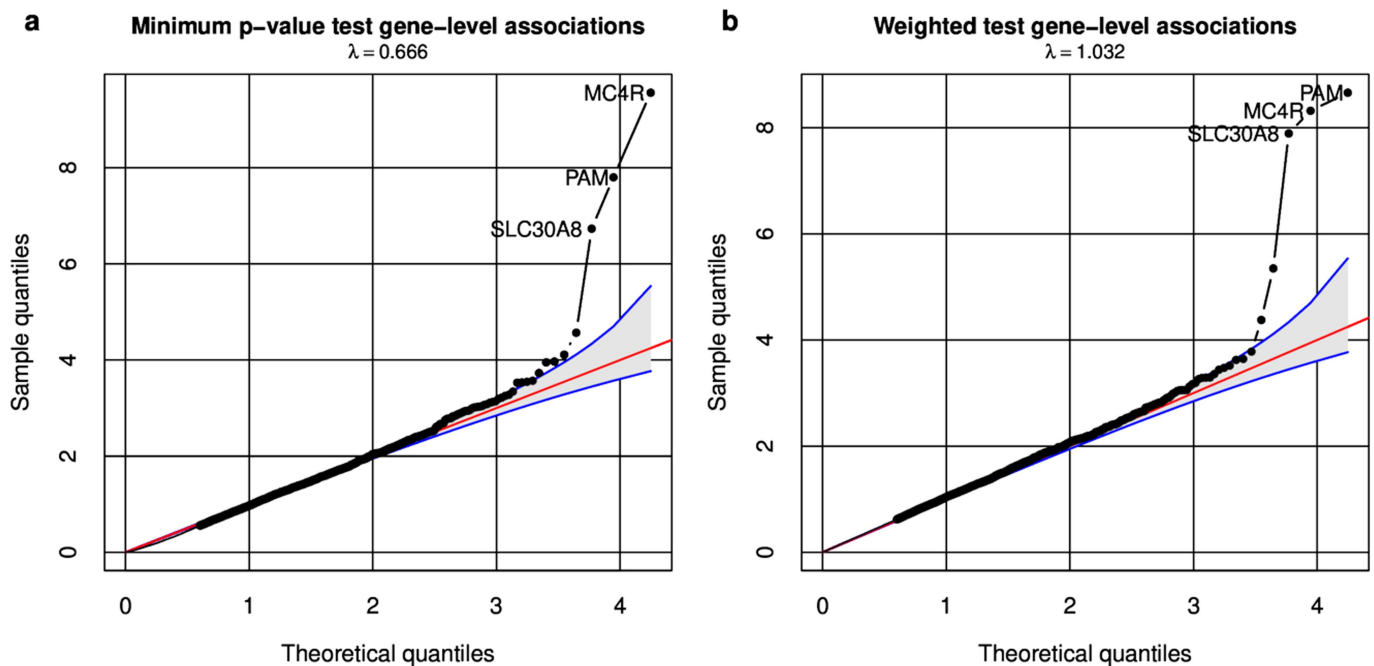 a
Minimum p−value test gene−level associations
λ = 0.666
MC4R
PAM
SLC30A8
8
6
4
2
0
Sample quantiles
0 1 2 3 4
Theoretical quantiles
b
Weighted test gene−level associations
λ = 1.032
PAM
MC4R
SLC30A8
8
6
4
2
0
Sample quantiles
0 1 2 3 4
Theoretical quantiles